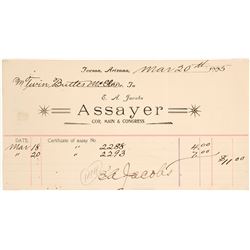 Tucson, Arizona, Mar 20th 1895
M Twin Buttes M Co To
E. A. Jacobs
Assayer
COR. MAIN & CONGRESS
DATE: Certificate of assay No
Mar 18 " 2288 4.00
" 20 " 2293 7.00 $11.00
E A Jacobs